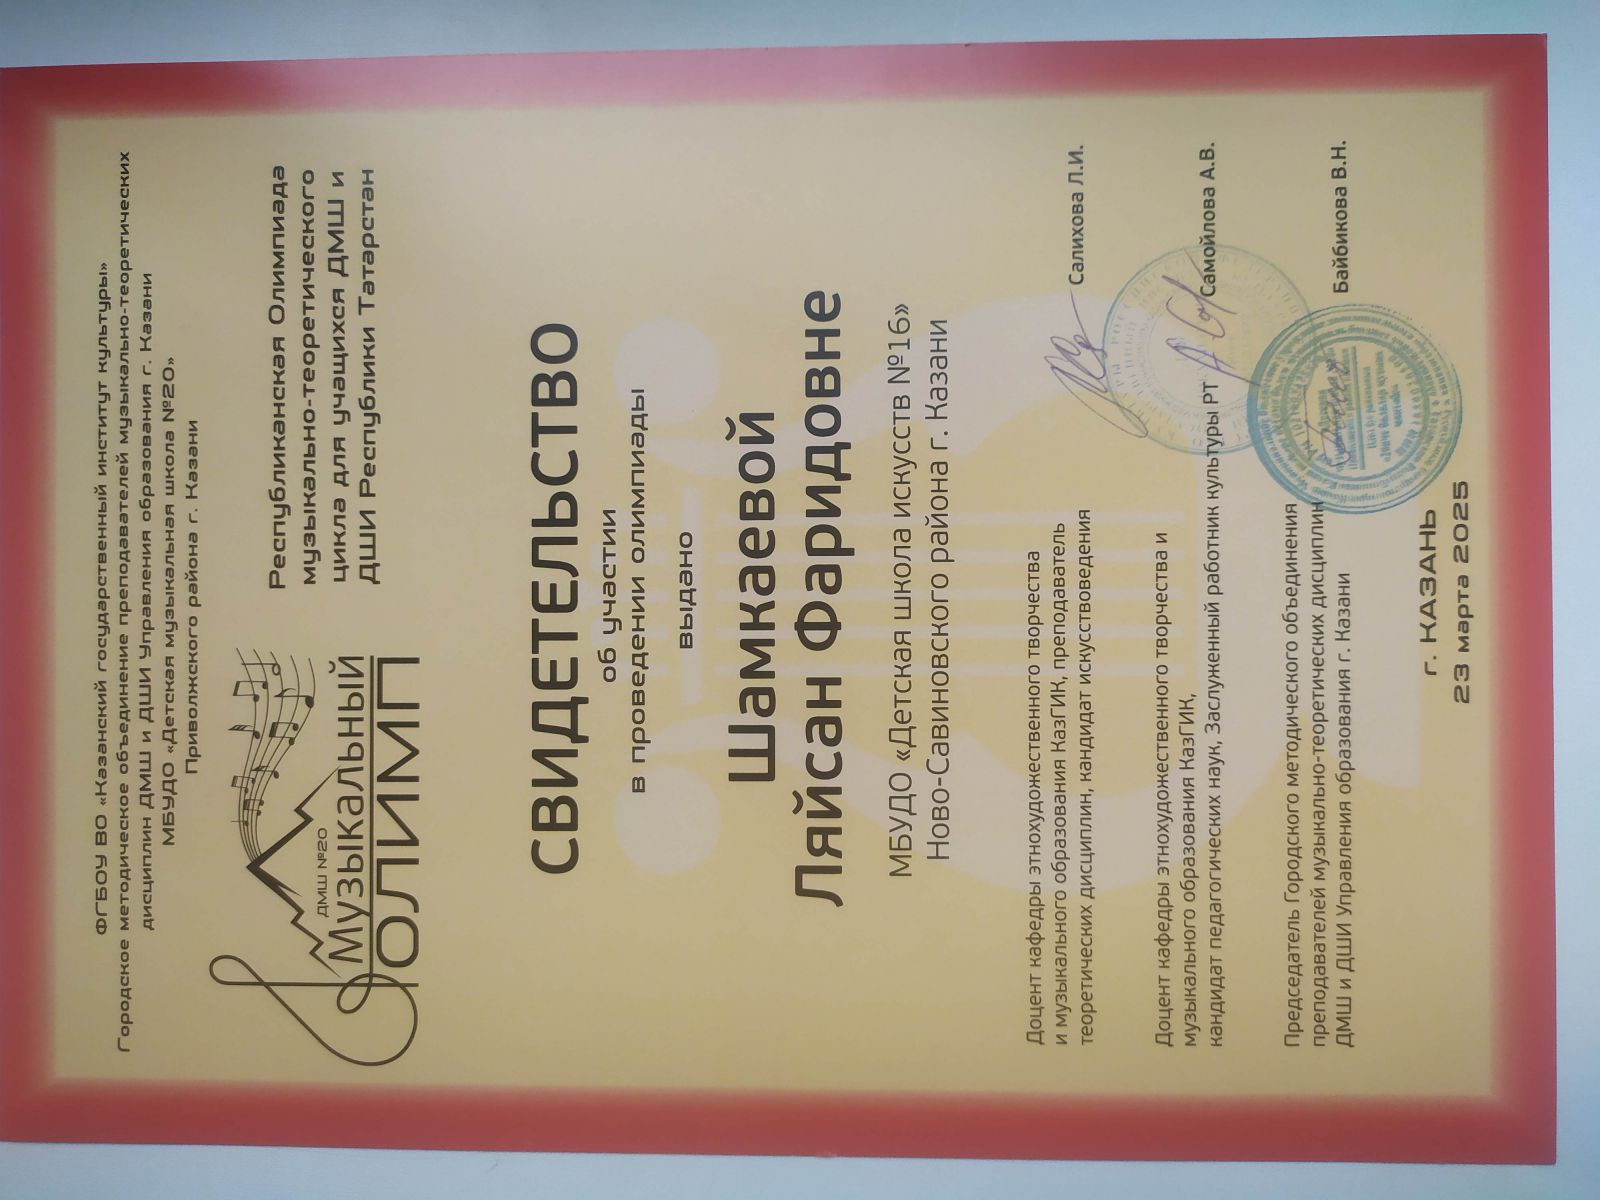 ФГБОУ ВО «Казанский государственный институт культуры»
Городское методическое объединение преподавателей музыкально-теоретических
дисциплин ДМШ и ДШИ Управления образования г. Казани
МБУДО «Детская музыкальная школа №20»
Приволжского района г. Казани
ДМШ №20
Музыкальный
ОЛИМП
Республиканская Олимпиада
музыкально-теоретического
цикла для учащихся ДМШ и
ДШИ Республики Татарстан
СВИДЕТЕЛЬСТВО
об участии
в проведении олимпиады
выдано
Шамкаевой
Ляйсан Фаридовне
МБУДО «Детская школа искусств №16»
Ново-Савиновского района г. Казани
Доцент кафедры этнохудожественного творчества
и музыкального образования КазГИК, преподаватель
теоретических дисциплин, кандидат искусствоведения
Салихова Л.И.
Доцент кафедры этнохудожественного творчества и
музыкального образования КазГИК,
кандидат педагогических наук, Заслуженный работник культуры РТ
Самойлова А.В.
Председатель Городского методического объединения
преподавателей музыкально-теоретических дисциплин
ДМШ и ДШИ Управления образования г. Казани
Байбикова В.Н.
г. КАЗАНЬ
23 марта 2025